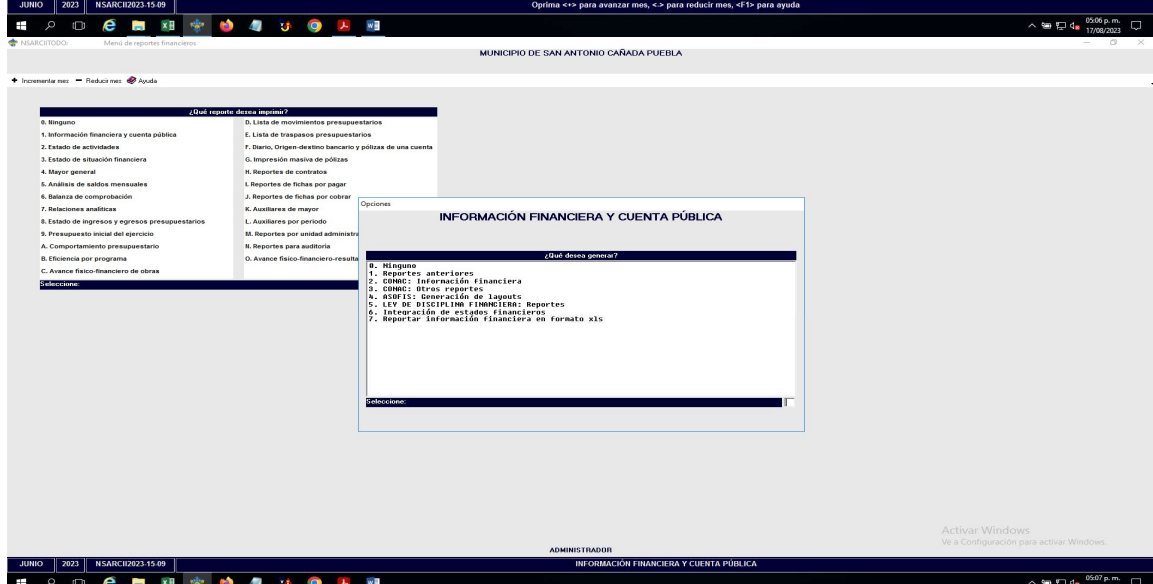 JUNIO 2023 NSARCII2023-15-09 Oprima <+> para avanzar mes, <-> para reducir mes, <F1> para ayuda
05:06 p. m.
17/08/2023
NSARCIITODO: Menú de reportes financieros
MUNICIPIO DE SAN ANTONIO CAÑADA PUEBLA
Incrementar mes Reducir mes Ayuda
¿Qué reporte desea imprimir?
0. Ninguno
1. Información financiera y cuenta pública
2. Estado de actividades
3. Estado de situación financiera
4. Mayor general
5. Análisis de saldos mensuales
6. Balanza de comprobación
7. Relaciones analíticas
8. Estado de ingresos y egresos presupuestarios
9. Presupuesto inicial del ejercicio
A. Comportamiento presupuestario
B. Eficiencia por programa
C. Avance físico-financiero de obras
D. Lista de movimientos presupuestarios
E. Lista de traspasos presupuestarios
F. Diario, Origen-destino bancario y pólizas de una cuenta
G. Impresión masiva de pólizas
H. Reportes de contratos
I. Reportes de fichas por pagar
J. Reportes de fichas por cobrar
K. Auxiliares de mayor
L. Auxiliares por periodo
M. Reportes por unidad administra
N. Reportes para auditoría
O. Avance físico-financiero-resulta
Seleccione:
Opciones
INFORMACIÓN FINANCIERA Y CUENTA PÚBLICA
¿Qué desea generar?
0. Ninguno
1. Reportes anteriores
2. CONAC: Información financiera
3. CONAC: Otros reportes
4. ASOFIS: Generación de layouts
5. LEY DE DISCIPLINA FINANCIERA: Reportes
6. Integración de estados financieros
7. Reportar información financiera en formato xls
Seleccione:
Activar Windows
Ve a Configuración para activar Windows.
ADMINISTRADOR
JUNIO 2023 NSARCII2023-15-09 INFORMACIÓN FINANCIERA Y CUENTA PÚBLICA
05:07 p. m.